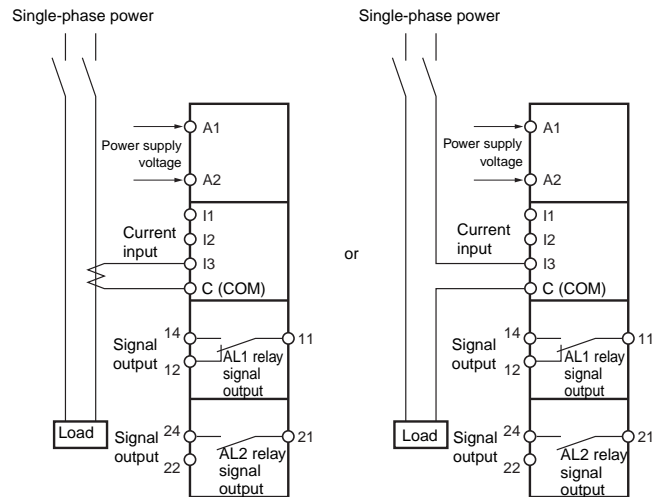 Single-phase power
A1
Power supply
voltage
A2
I1
I2
Current
input
I3
C (COM)
14
11
Signal
output
12
AL1 relay
signal
output
Load
Signal
output
24
21
22
AL2 relay
signal
output
or
Single-phase power
A1
Power supply
voltage
A2
I1
I2
Current
input
I3
C (COM)
14
11
Signal
output
12
AL1 relay
signal
output
Load
Signal
output
24
21
22
AL2 relay
signal
output